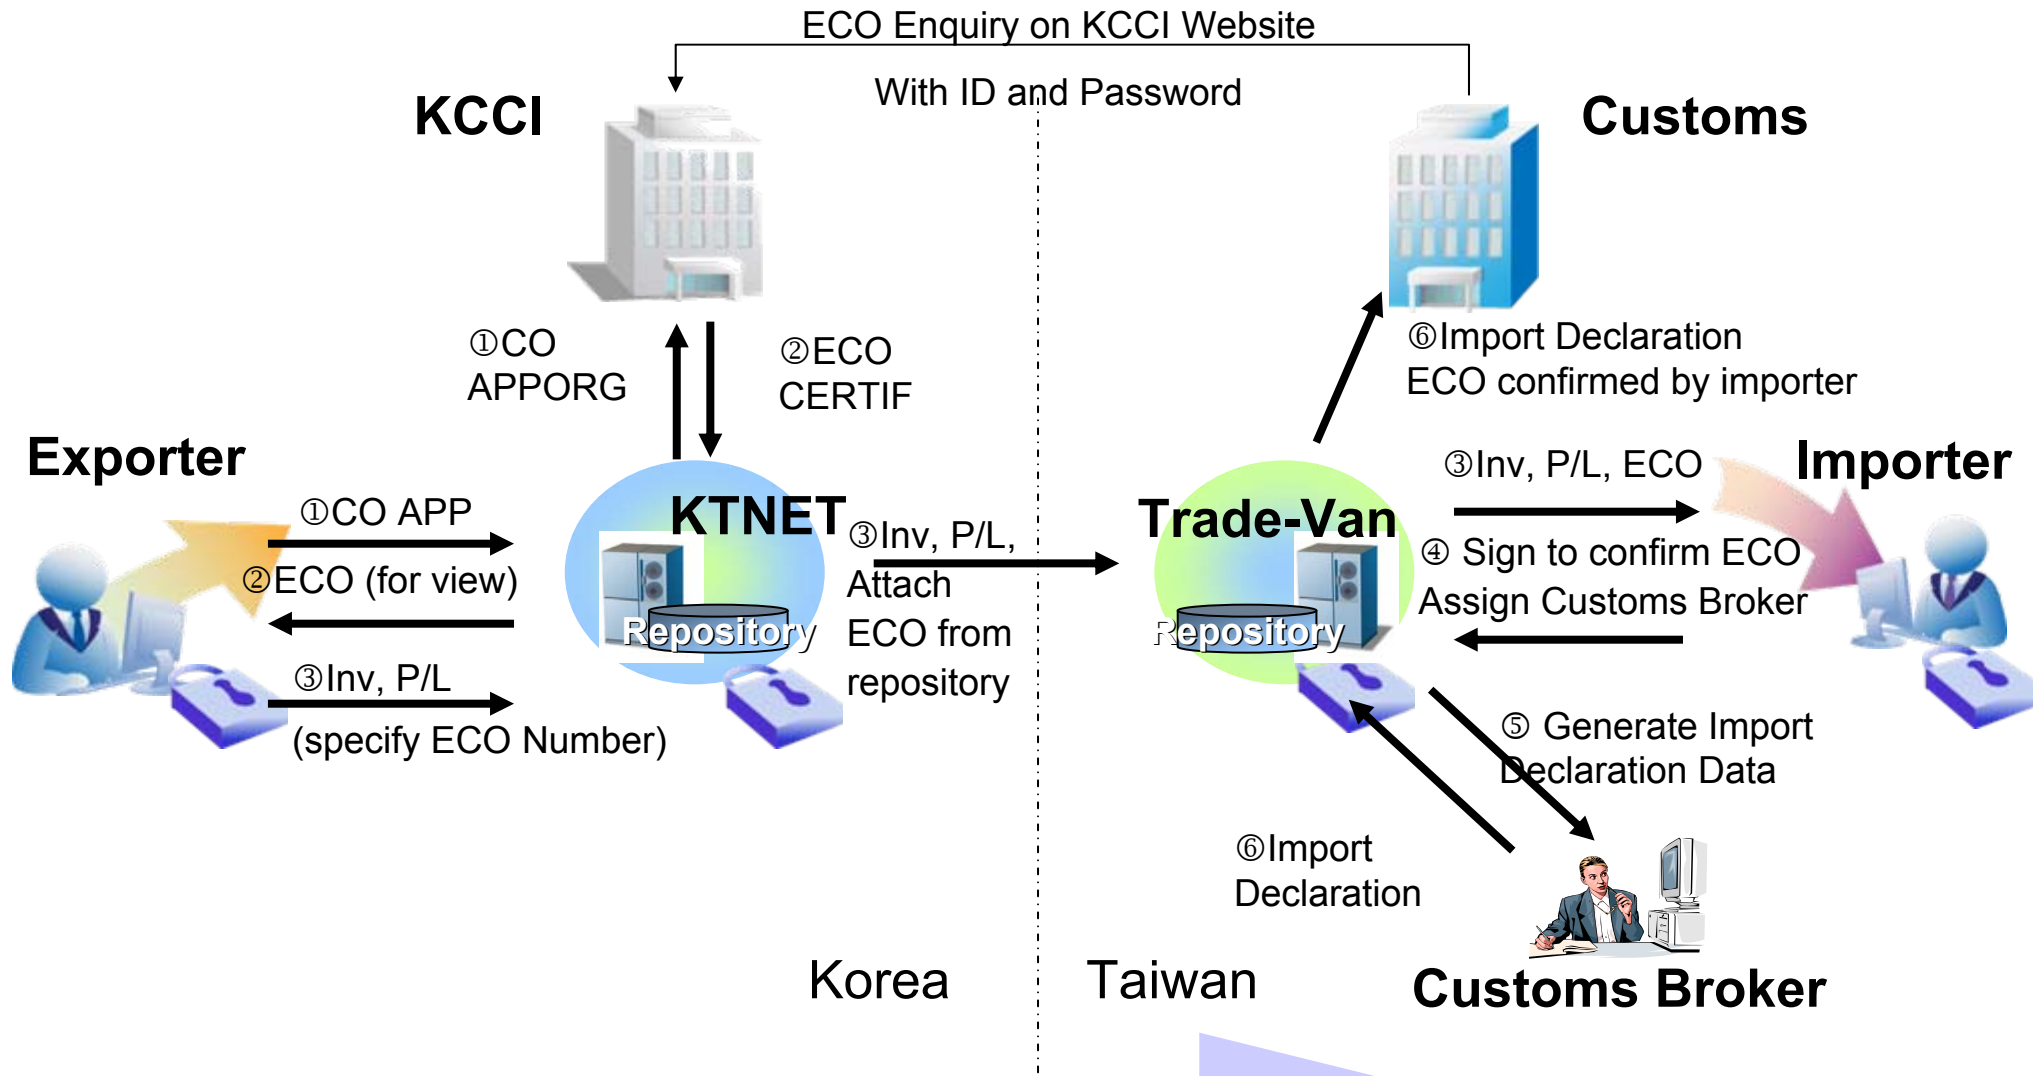 ECO Enquiry on KCCI Website
With ID and Password
KCCI
Customs
①CO
APPORG
②ECO
CERTIF
⑥Import Declaration
ECO confirmed by importer
Exporter
①CO APP
②ECO (for view)
③Inv, P/L
(specify ECO Number)
KTNET
Repository
③Inv, P/L,
Attach
ECO from
repository
Trade-Van
Repository
③Inv, P/L, ECO
④ Sign to confirm ECO
Assign Customs Broker
Importer
⑤ Generate Import
Declaration Data
⑥Import
Declaration
Customs Broker
Korea
Taiwan